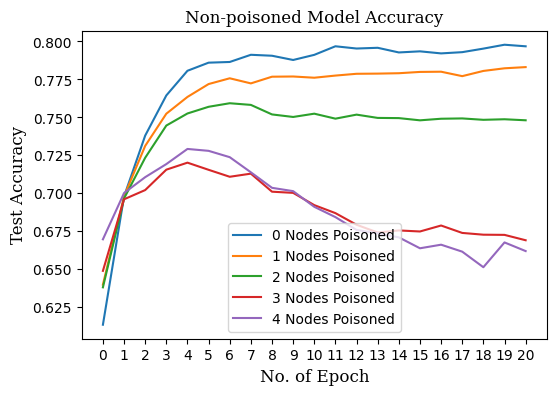 Non-poisoned Model Accuracy
Test Accuracy
0.800
0.775
0.750
0.725
0.700
0.675
0.650
0.625
0 Nodes Poisoned
1 Nodes Poisoned
2 Nodes Poisoned
3 Nodes Poisoned
4 Nodes Poisoned
0 1 2 3 4 5 6 7 8 9 10 11 12 13 14 15 16 17 18 19 20
No. of Epoch